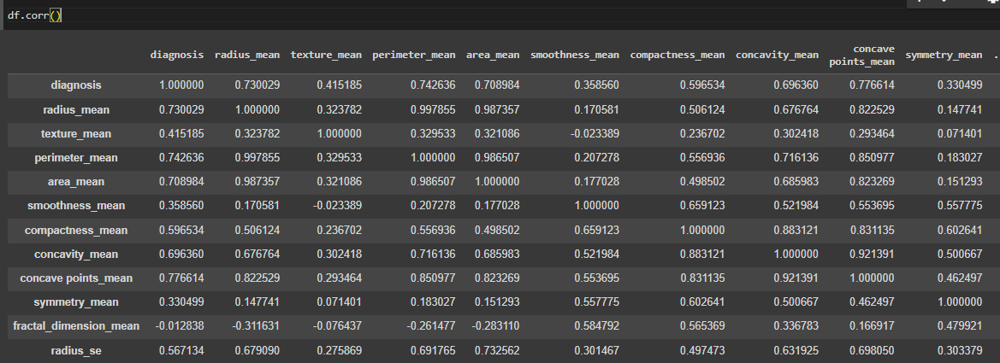 df.corr()
diagnosis radius_mean texture_mean perimeter_mean area_mean smoothness_mean compactness_mean concavity_mean concave points_mean symmetry_mean .
diagnosis 1.000000 0.730029 0.415185 0.742636 0.708984 0.358560 0.596534 0.696360 0.776614 0.330499
radius_mean 0.730029 1.000000 0.323782 0.997855 0.987357 0.170581 0.506124 0.676764 0.822529 0.147741
texture_mean 0.415185 0.323782 1.000000 0.329533 0.321086 -0.023389 0.236702 0.302418 0.293464 0.071401
perimeter_mean 0.742636 0.997855 0.329533 1.000000 0.986507 0.207278 0.556936 0.716136 0.850977 0.183027
area_mean 0.708984 0.987357 0.321086 0.986507 1.000000 0.177028 0.498502 0.685983 0.823269 0.151293
smoothness_mean 0.358560 0.170581 -0.023389 0.207278 0.177028 1.000000 0.659123 0.521984 0.553695 0.557775
compactness_mean 0.596534 0.506124 0.236702 0.556936 0.498502 0.659123 1.000000 0.883121 0.831135 0.602641
concavity_mean 0.696360 0.676764 0.302418 0.716136 0.685983 0.521984 0.883121 1.000000 0.921391 0.500667
concave points_mean 0.776614 0.822529 0.293464 0.850977 0.823269 0.553695 0.831135 0.921391 1.000000 0.462497
symmetry_mean 0.330499 0.147741 0.071401 0.183027 0.151293 0.557775 0.602641 0.500667 0.462497 1.000000
fractal_dimension_mean -0.012838 -0.311631 -0.076437 -0.261477 -0.283110 0.584792 0.565369 0.336783 0.166917 0.479921
radius_se 0.567134 0.679090 0.275869 0.691765 0.732562 0.301467 0.497473 0.631925 0.698050 0.303379